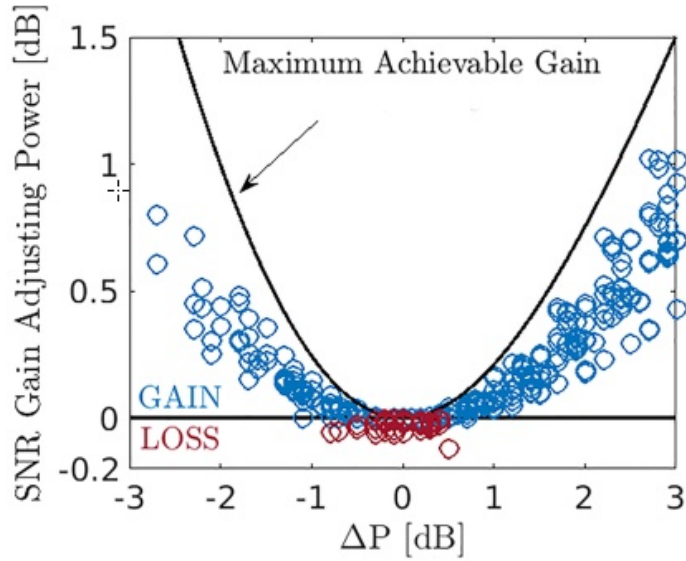 SNR Gain Adjusting Power [dB]
1.5
Maximum Achievable Gain
1
0.5
GAIN
0
LOSS
-0.2
-3 -2 -1 0 1 2 3
ΔP [dB]